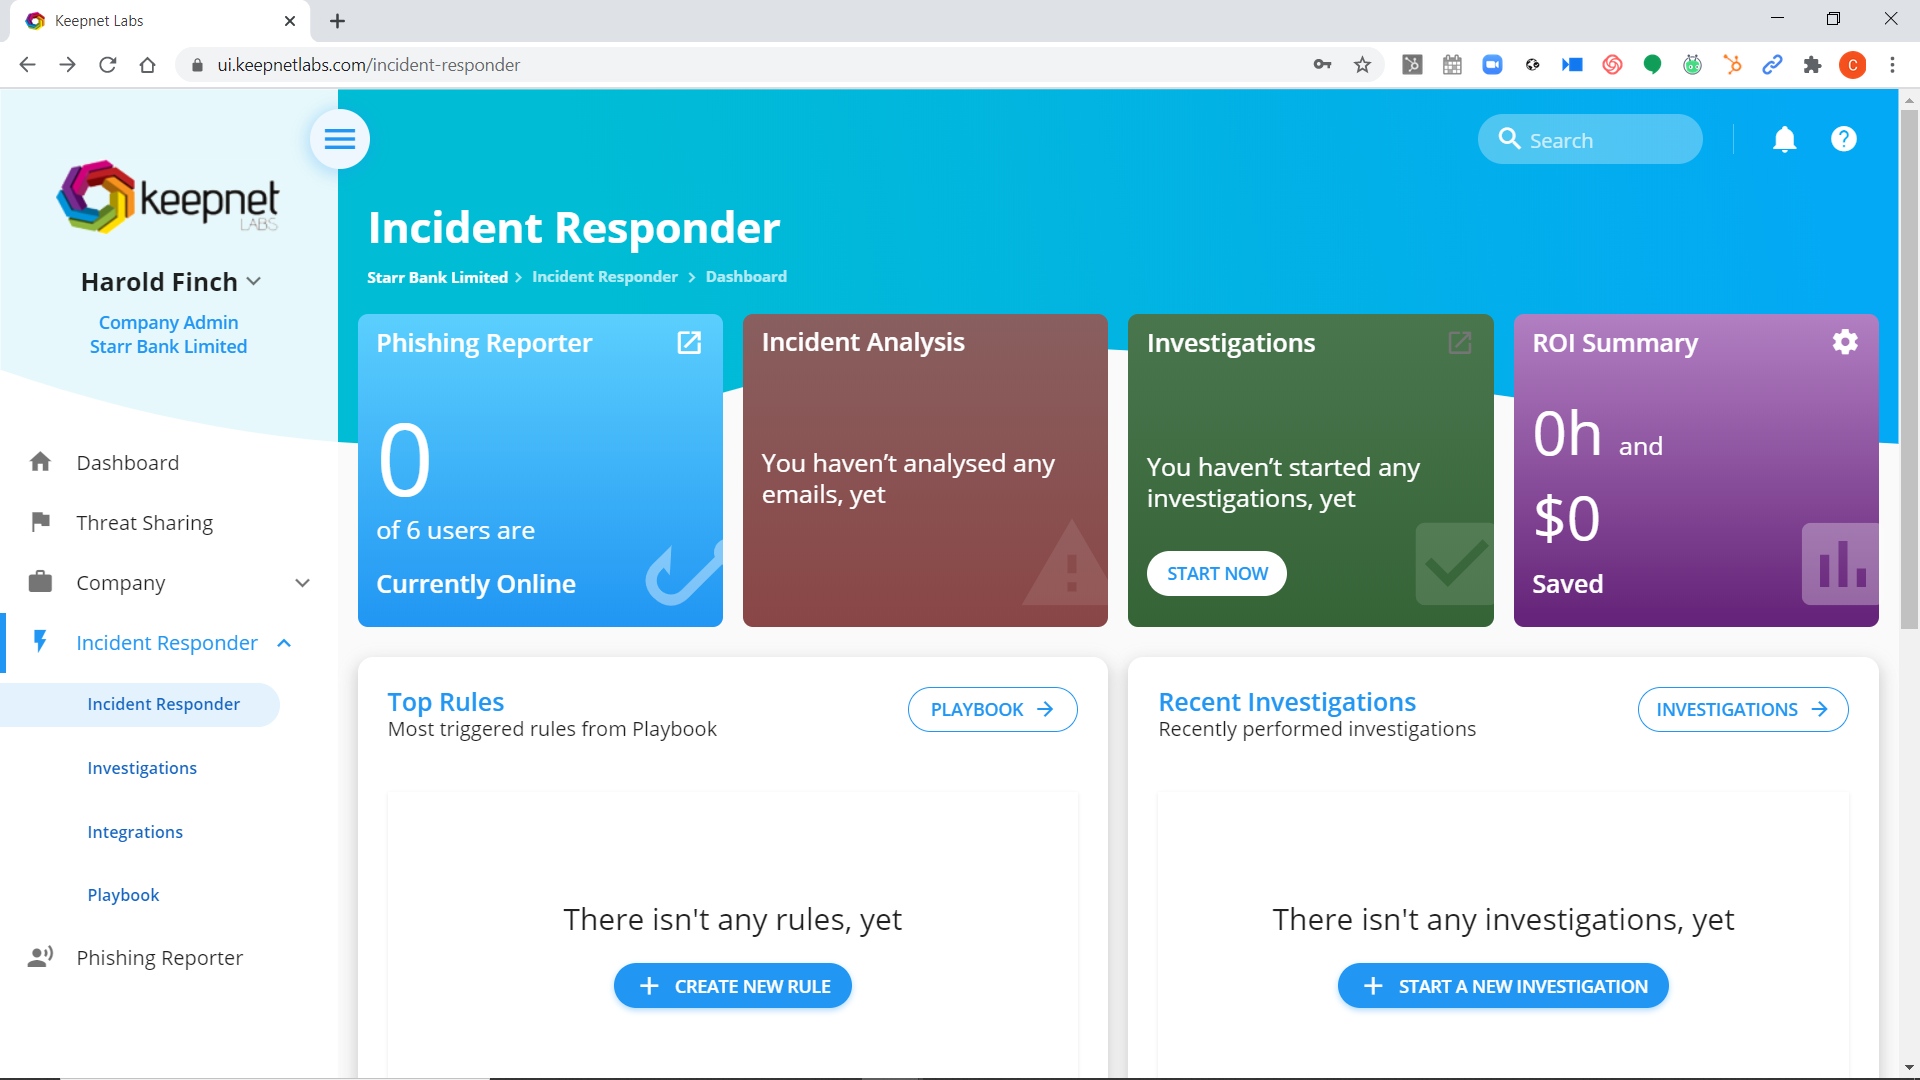 Keepnet Labs
ui.keepnetlabs.com/incident-responder
C
keepnet
LABS
Harold Finch
Company Admin
Starr Bank Limited
Dashboard
Threat Sharing
Company
Incident Responder
Incident Responder
Investigations
Integrations
Playbook
Phishing Reporter
Search
Incident Responder
Starr Bank Limited > Incident Responder > Dashboard
Phishing Reporter
0
of 6 users are
Currently Online
Incident Analysis
You haven’t analysed any
emails, yet
Investigations
You haven’t started any
investigations, yet
START NOW
ROI Summary
0h and
$0
Saved
Top Rules
Most triggered rules from Playbook
PLAYBOOK
There isn't any rules, yet
CREATE NEW RULE
Recent Investigations
Recently performed investigations
INVESTIGATIONS
There isn't any investigations, yet
START A NEW INVESTIGATION